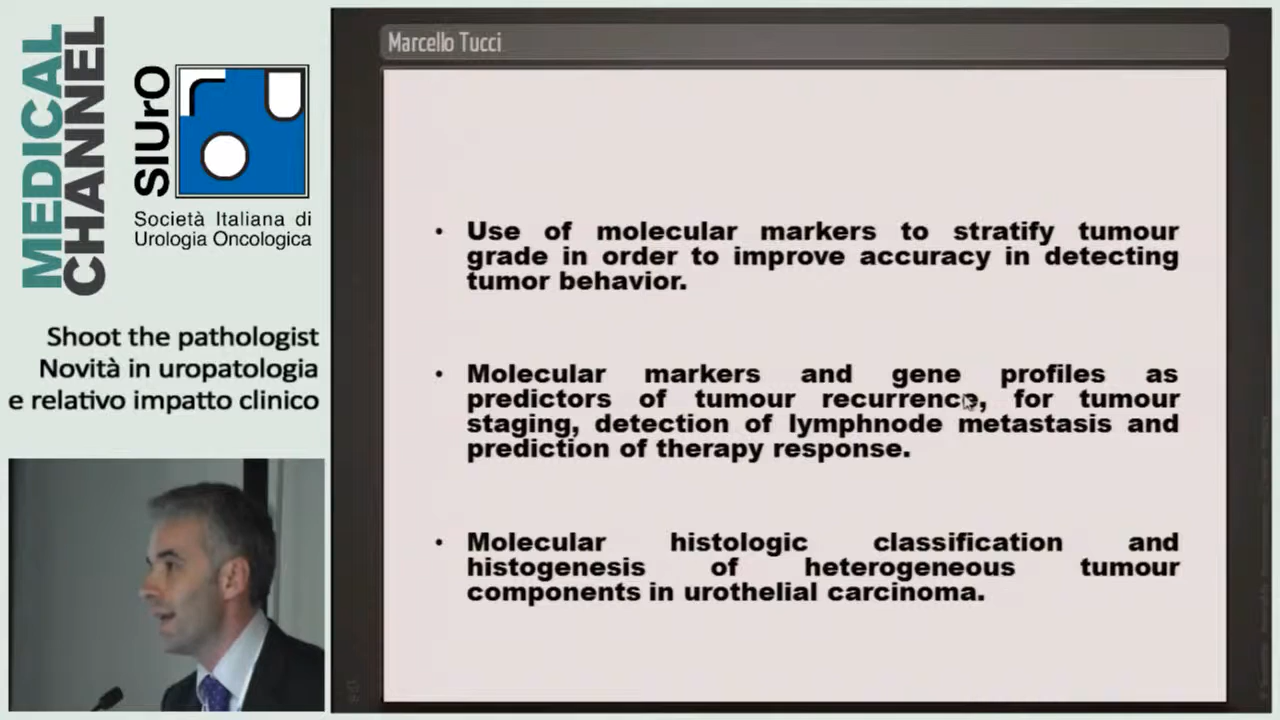 MEDICAL
CHANNEL
SIUrO
Società Italiana di
Urologia Oncologica
Shoot the pathologist
Novità in uropatologia
e relativo impatto clinico
Marcello Tucci
• Use of molecular markers to stratify tumour
grade in order to improve accuracy in detecting
tumor behavior.
• Molecular markers and gene profiles as
predictors of tumour recurrence, for tumour
staging, detection of lymphnode metastasis and
prediction of therapy response.
• Molecular histologic classification and
histogenesis of heterogeneous tumour
components in urothelial carcinoma.